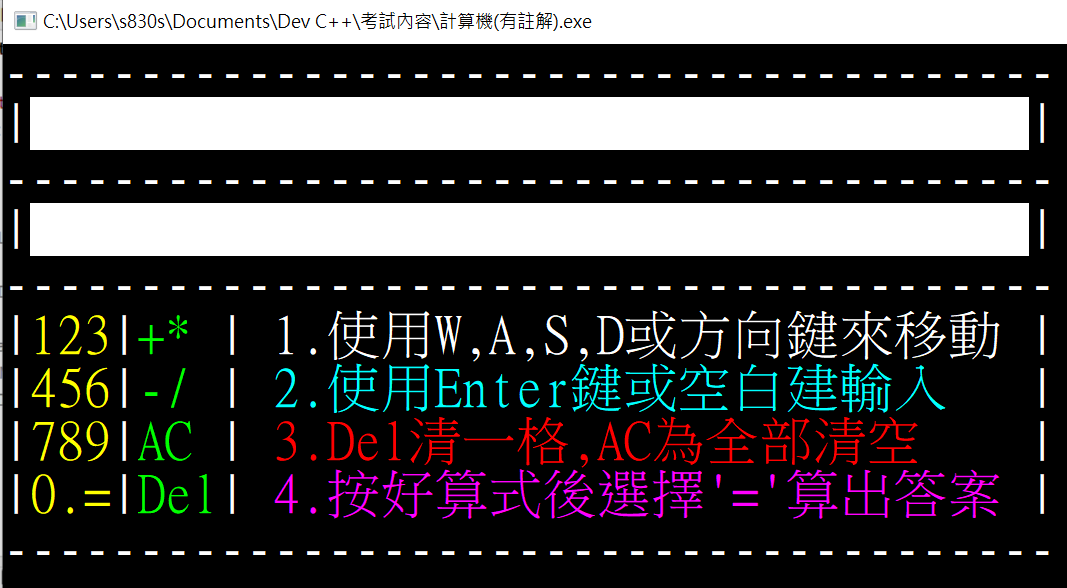 C:\Users\s830s\Documents\Dev C++\考試內容\計算機(有註解).exe
---------------------------------------
| |
---------------------------------------
| |
---------------------------------------
|123|+* | 1.使用W,A,S,D或方向鍵來移動 |
|456|-/ | 2.使用Enter鍵或空白建輸入 |
|789|AC | 3.Del清一格,AC為全部清空 |
|0.=|Del| 4.按好算式後選擇'='算出答案 |
---------------------------------------